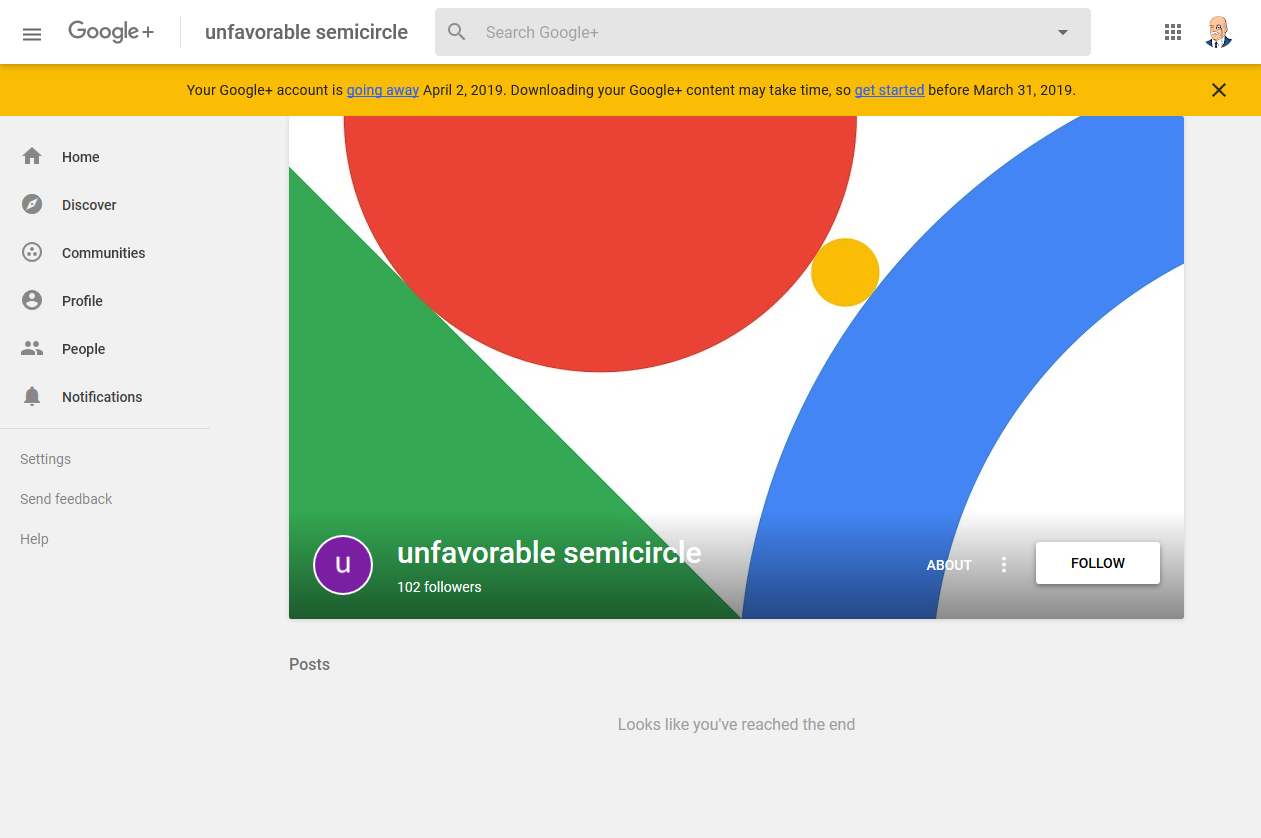 Google+
unfavorable semicircle
Search Google+
Your Google+ account is going away April 2, 2019. Downloading your Google+ content may take time, so get started before March 31, 2019.
Home
Discover
Communities
Profile
People
Notifications
Settings
Send feedback
Help
u
unfavorable semicircle
102 followers
ABOUT
FOLLOW
Posts
Looks like you've reached the end